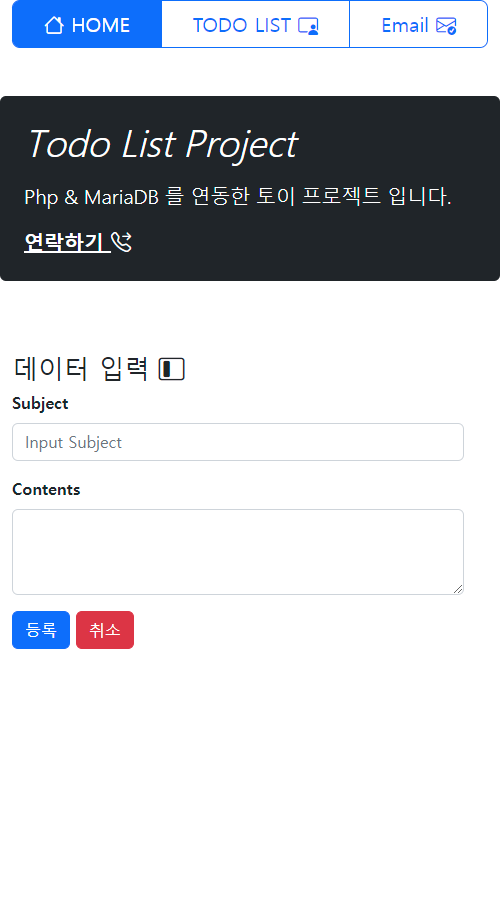 HOME TODO LIST Email
Todo List Project
Php & MariaDB 를 연동한 토이 프로젝트 입니다.
연락하기
데이터 입력
Subject
Input Subject
Contents
등록 취소